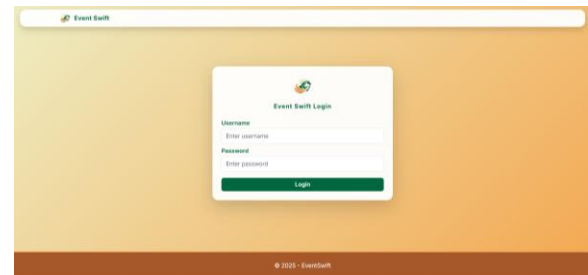 Event Swift
Event Swift Login
Username
Enter username
Password
Enter password
Login
© 2025 - EventSwift